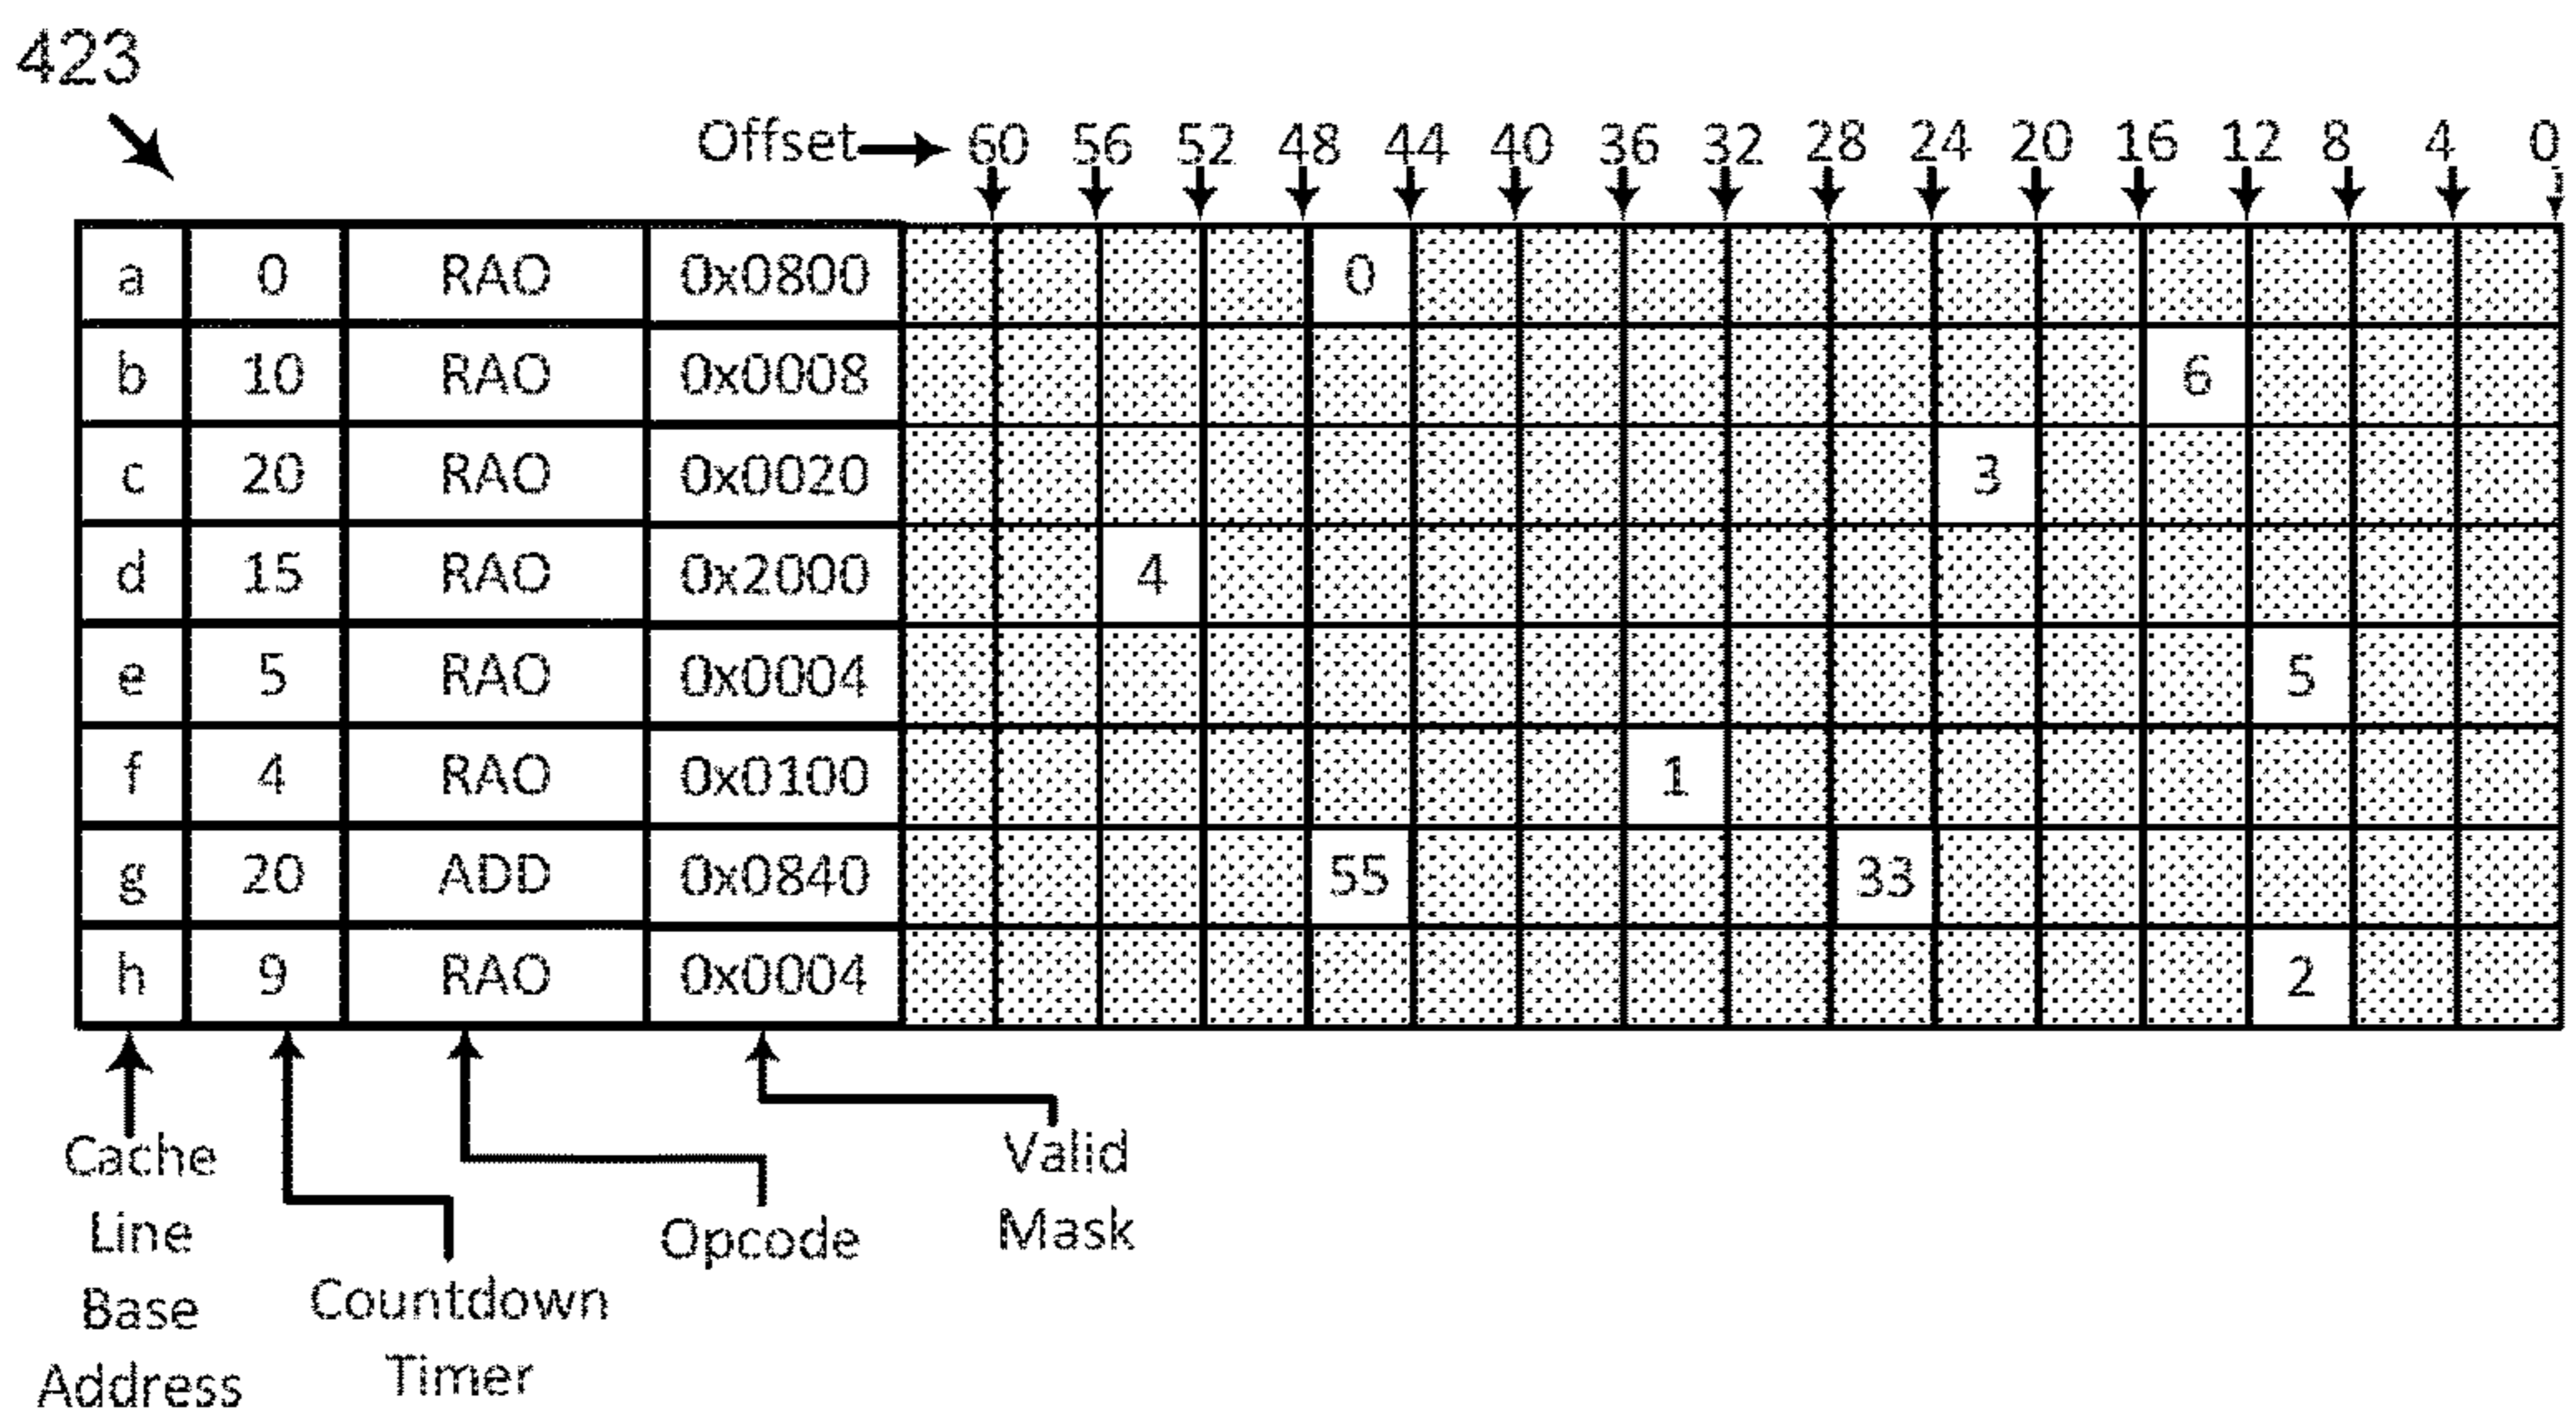 423
Offset 60 56 52 48 44 40 36 32 28 24 20 16 12 8 4 0
a 0 RAO 0x0800 0
b 10 RAO 0x0008 6
c 20 RAO 0x0020 3
d 15 RAO 0x2000 4
e 5 RAO 0x0004 5
f 4 RAO 0x0100 1
g 20 ADD 0x0840 55 33
h 9 RAO 0x0004 2
Cache
Line
Base
Address
Countdown
Timer
Opcode
Valid
Mask